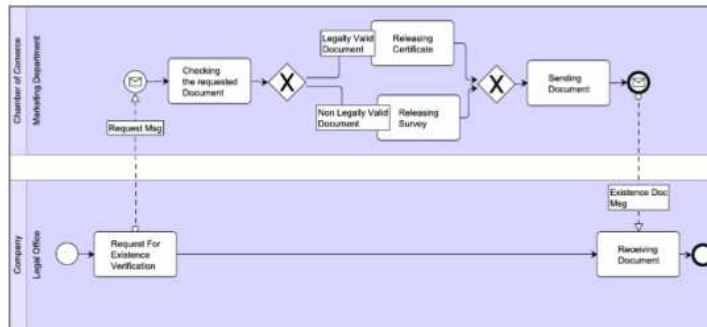 Chamber of Comerce
Marketing Department
Checking
the requested
Document
Legally Valid
Document
Releasing
Certificate
Non Legally Valid
Document
Releasing
Survey
Sending
Document
Request Msg
Existence Doc
Msg
Company
Legal Office
Request For
Existence
Verification
Receiving
Document